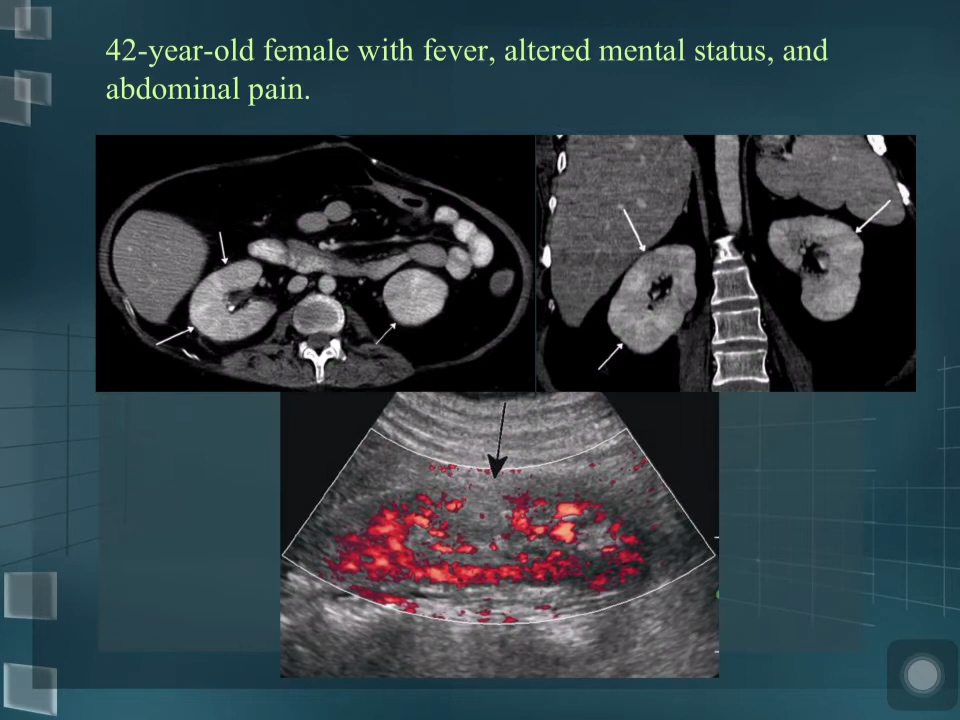 42-year-old female with fever, altered mental status, and
abdominal pain.